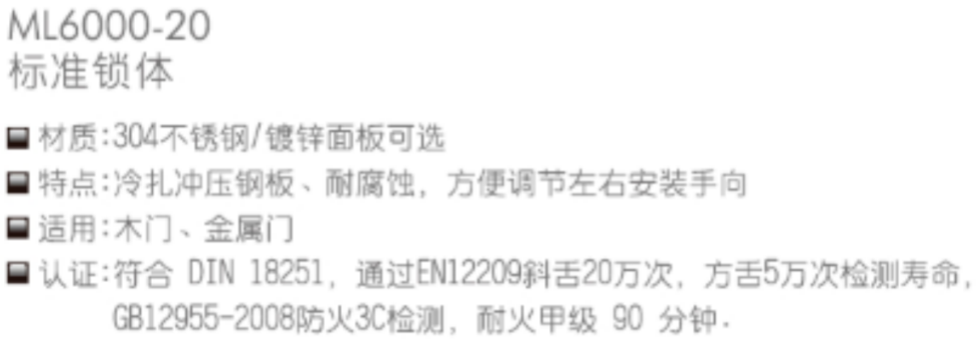 ML6000-20
标准锁体
材质:304不锈钢/镀锌面板可选
特点:冷扎冲压钢板、耐腐蚀，方便调节左右安装手向
适用:木门、金属门
认证:符合 DIN 18251，通过EN12209斜舌20万次，方舌5万次检测寿命，
GB12955-2008防火3C检测，耐火甲级 90 分钟.